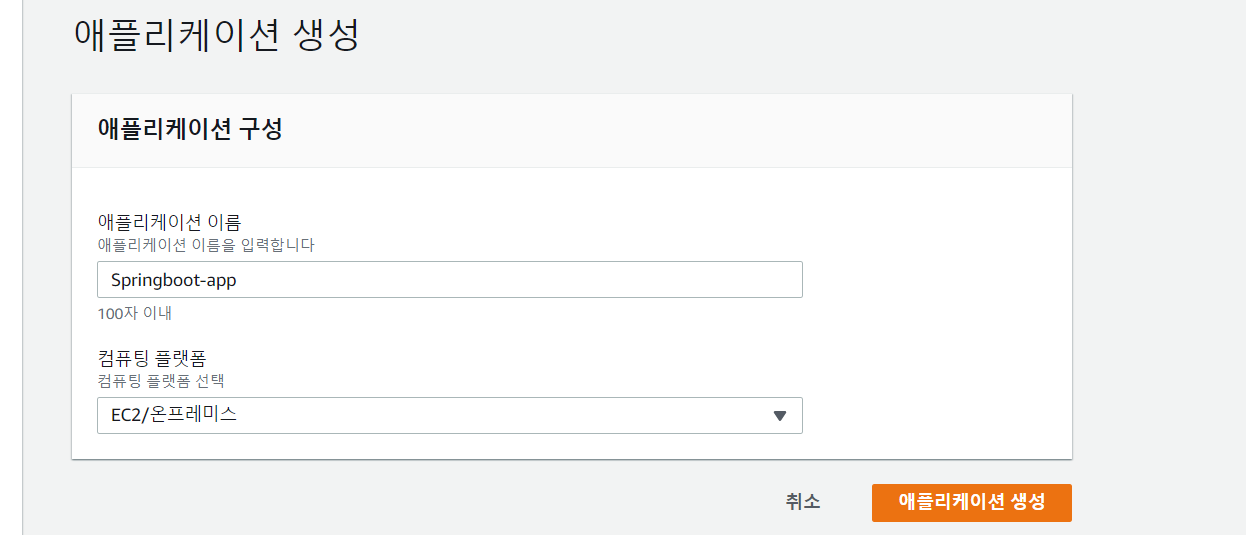 애플리케이션 생성
애플리케이션 구성
애플리케이션 이름
애플리케이션 이름을 입력합니다
Springboot-app
100자 이내
컴퓨팅 플랫폼
컴퓨팅 플랫폼 선택
EC2/온프레미스
취소
애플리케이션 생성